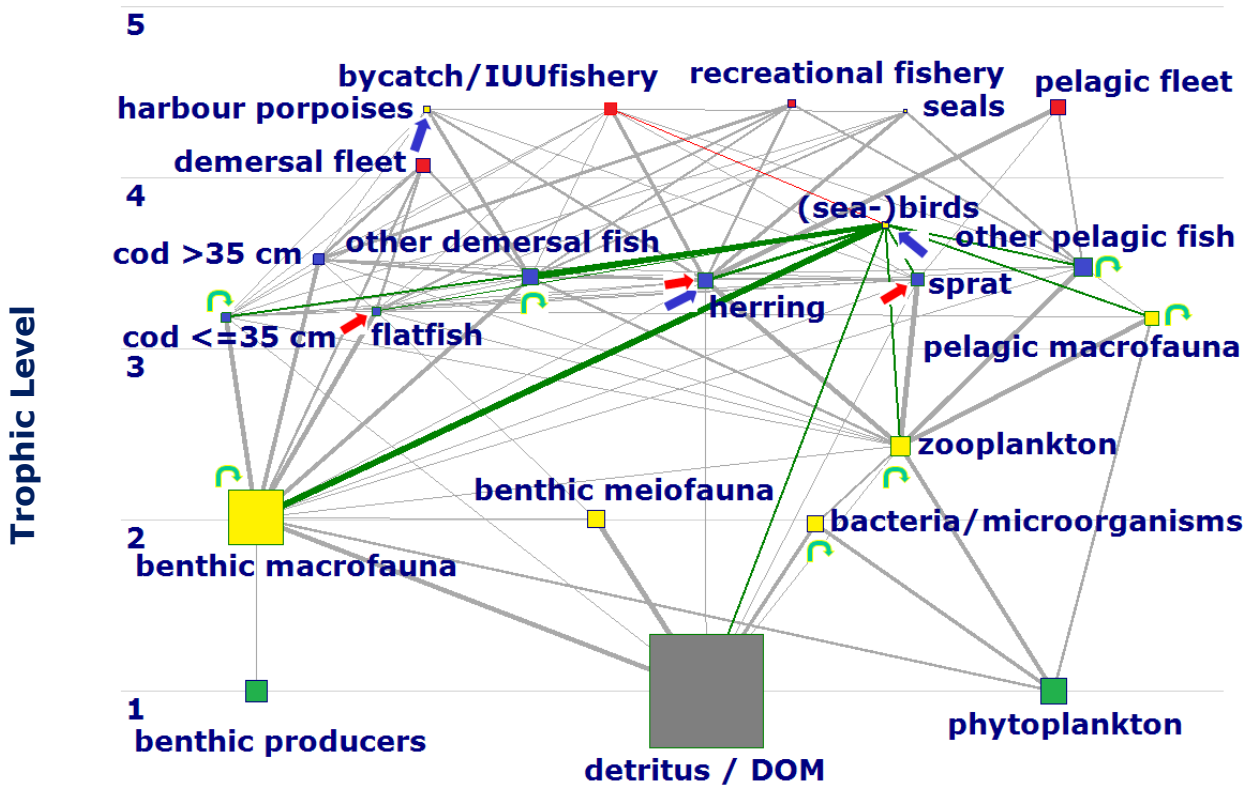 5
bycatch/IUUfishery
recreational fishery
pelagic fleet
harbour porpoises
seals
demersal fleet
4
(sea-)birds
cod >35 cm
other demersal fish
other pelagic fish
sprat
herring
cod <=35 cm
flatfish
pelagic macrofauna
3
Trophic Level
zooplankton
benthic meiofauna
bacteria/microorganisms
2
benthic macrofauna
1
phytoplankton
benthic producers
detritus / DOM